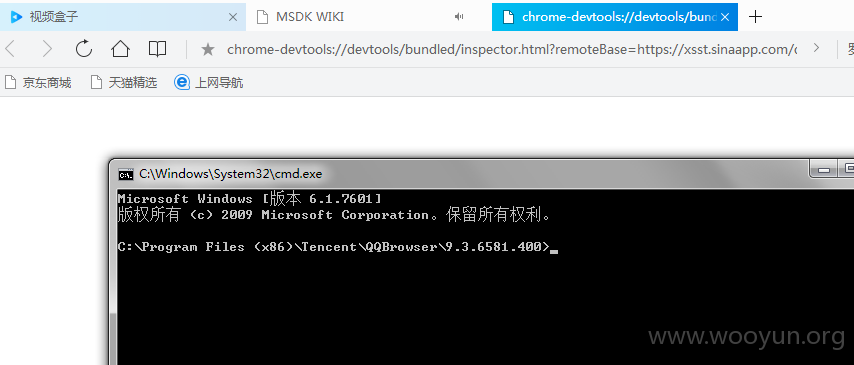 视频盒子
MSDK WIKI
chrome-devtools://devtools/bund
chrome-devtools://devtools/bundled/inspector.html?remoteBase=https://xsst.sinaapp.com/
京东商城
天猫精选
上网导航
C:\Windows\System32\cmd.exe
Microsoft Windows [版本 6.1.7601]
版权所有 (c) 2009 Microsoft Corporation。保留所有权利。
C:\Program Files (x86)\Tencent\QQBrowser\9.3.6581.400>
www.wooyun.org